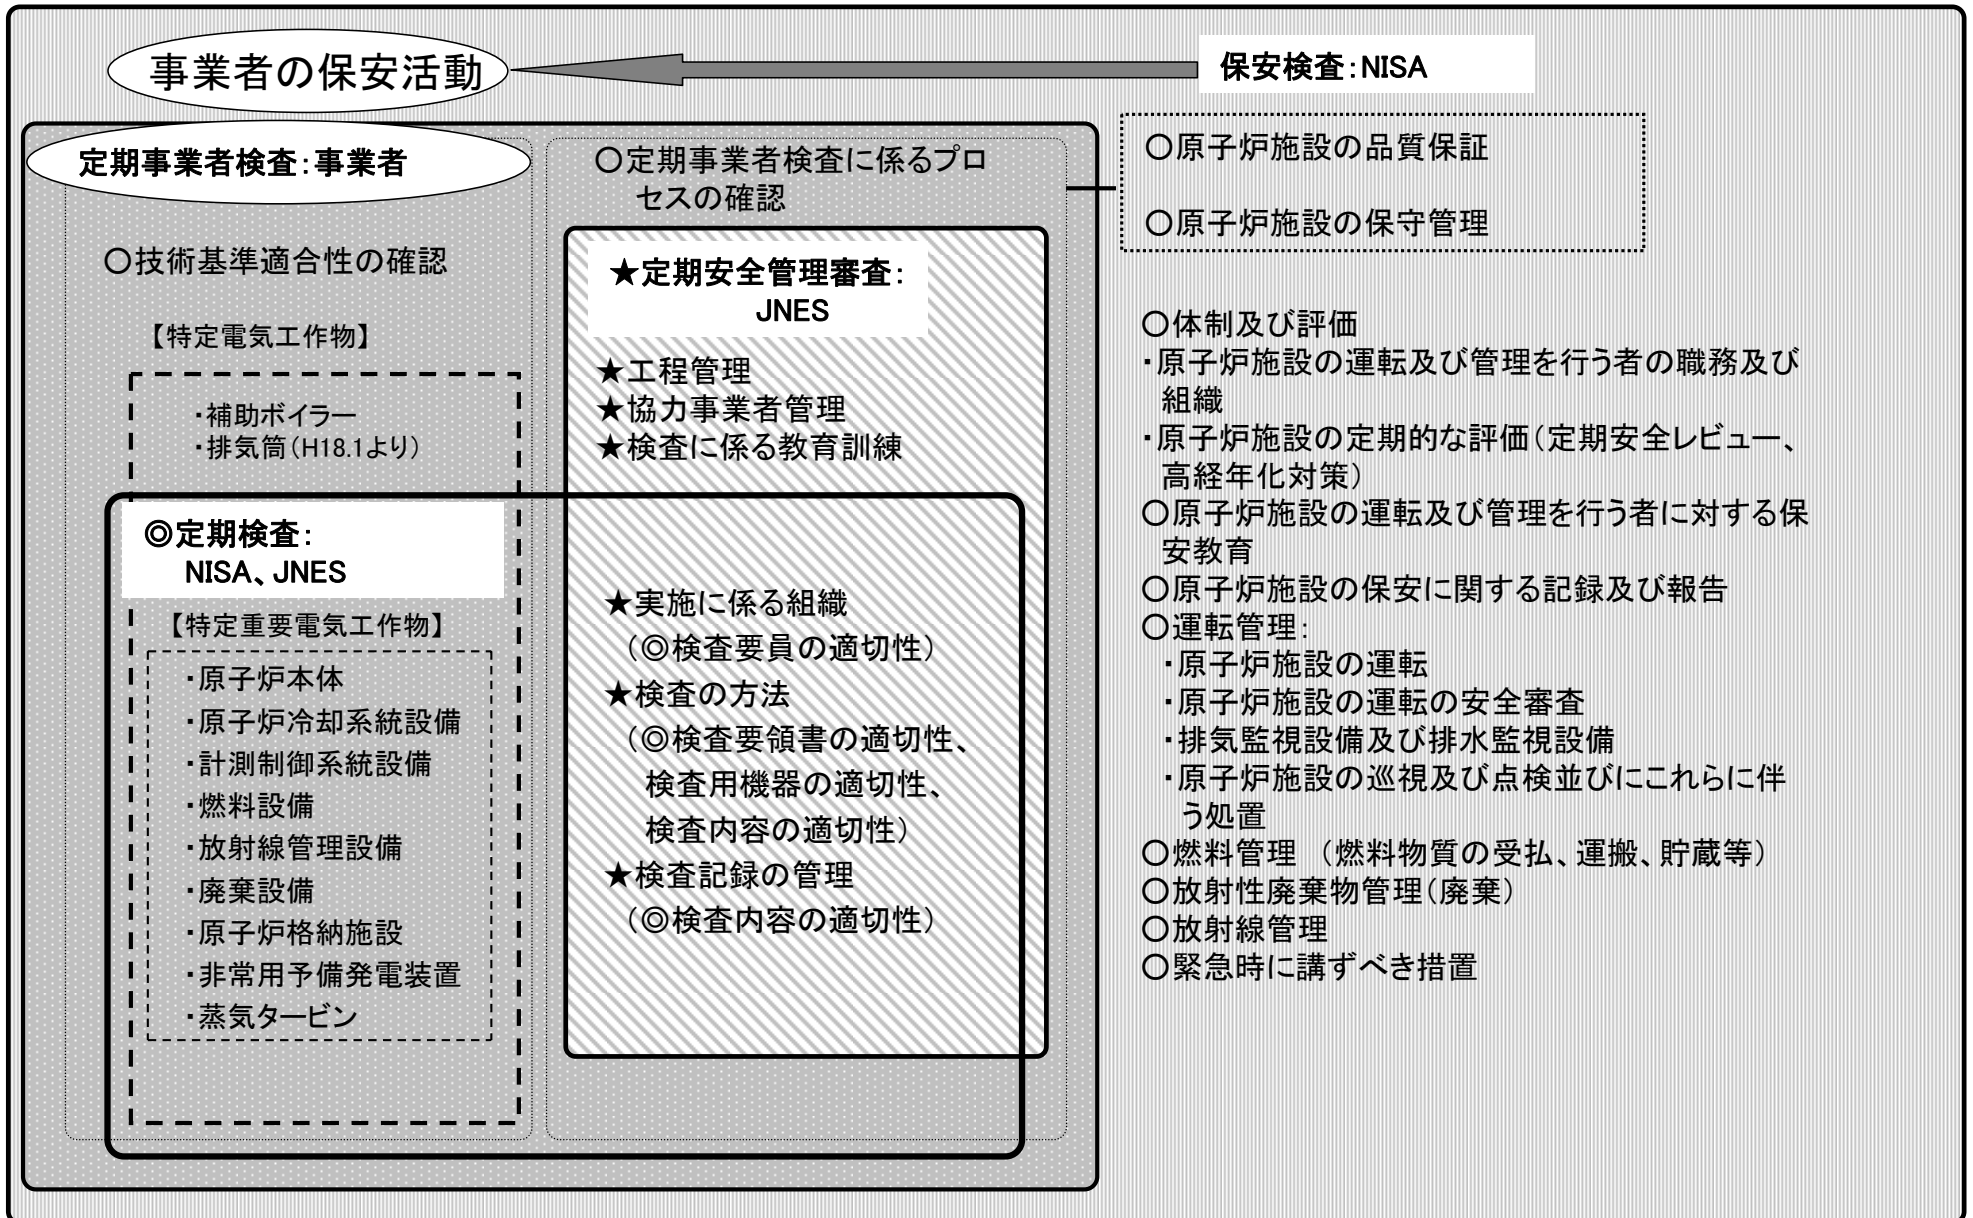 事業者の保安活動
保安検査：NISA
定期事業者検査：事業者
○技術基準適合性の確認
【特定電気工作物】
・補助ボイラー
・排気筒（H18.1より）
◎定期検査：
NISA、JNES
【特定重要電気工作物】
・原子炉本体
・原子炉冷却系統設備
・計測制御系統設備
・燃料設備
・放射線管理設備
・廃棄設備
・原子炉格納施設
・非常用予備発電装置
・蒸気タービン
○定期事業者検査に係るプロ
セスの確認
★定期安全管理審査：
JNES
★工程管理
★協力事業者管理
★検査に係る教育訓練
★実施に係る組織
（◎検査要員の適切性）
★検査の方法
（◎検査要領書の適切性、
検査用機器の適切性、
検査内容の適切性）
★検査記録の管理
（◎検査内容の適切性）
○原子炉施設の品質保証
○原子炉施設の保守管理
○体制及び評価
・原子炉施設の運転及び管理を行う者の職務及び
組織
・原子炉施設の定期的な評価（定期安全レビュー、
高経年化対策）
○原子炉施設の運転及び管理を行う者に対する保
安教育
○原子炉施設の保安に関する記録及び報告
○運転管理：
・原子炉施設の運転
・原子炉施設の運転の安全審査
・排気監視設備及び排水監視設備
・原子炉施設の巡視及び点検並びにこれらに伴
う処置
○燃料管理 （燃料物質の受払、運搬、貯蔵等）
○放射性廃棄物管理（廃棄）
○放射線管理
○緊急時に講ずべき措置